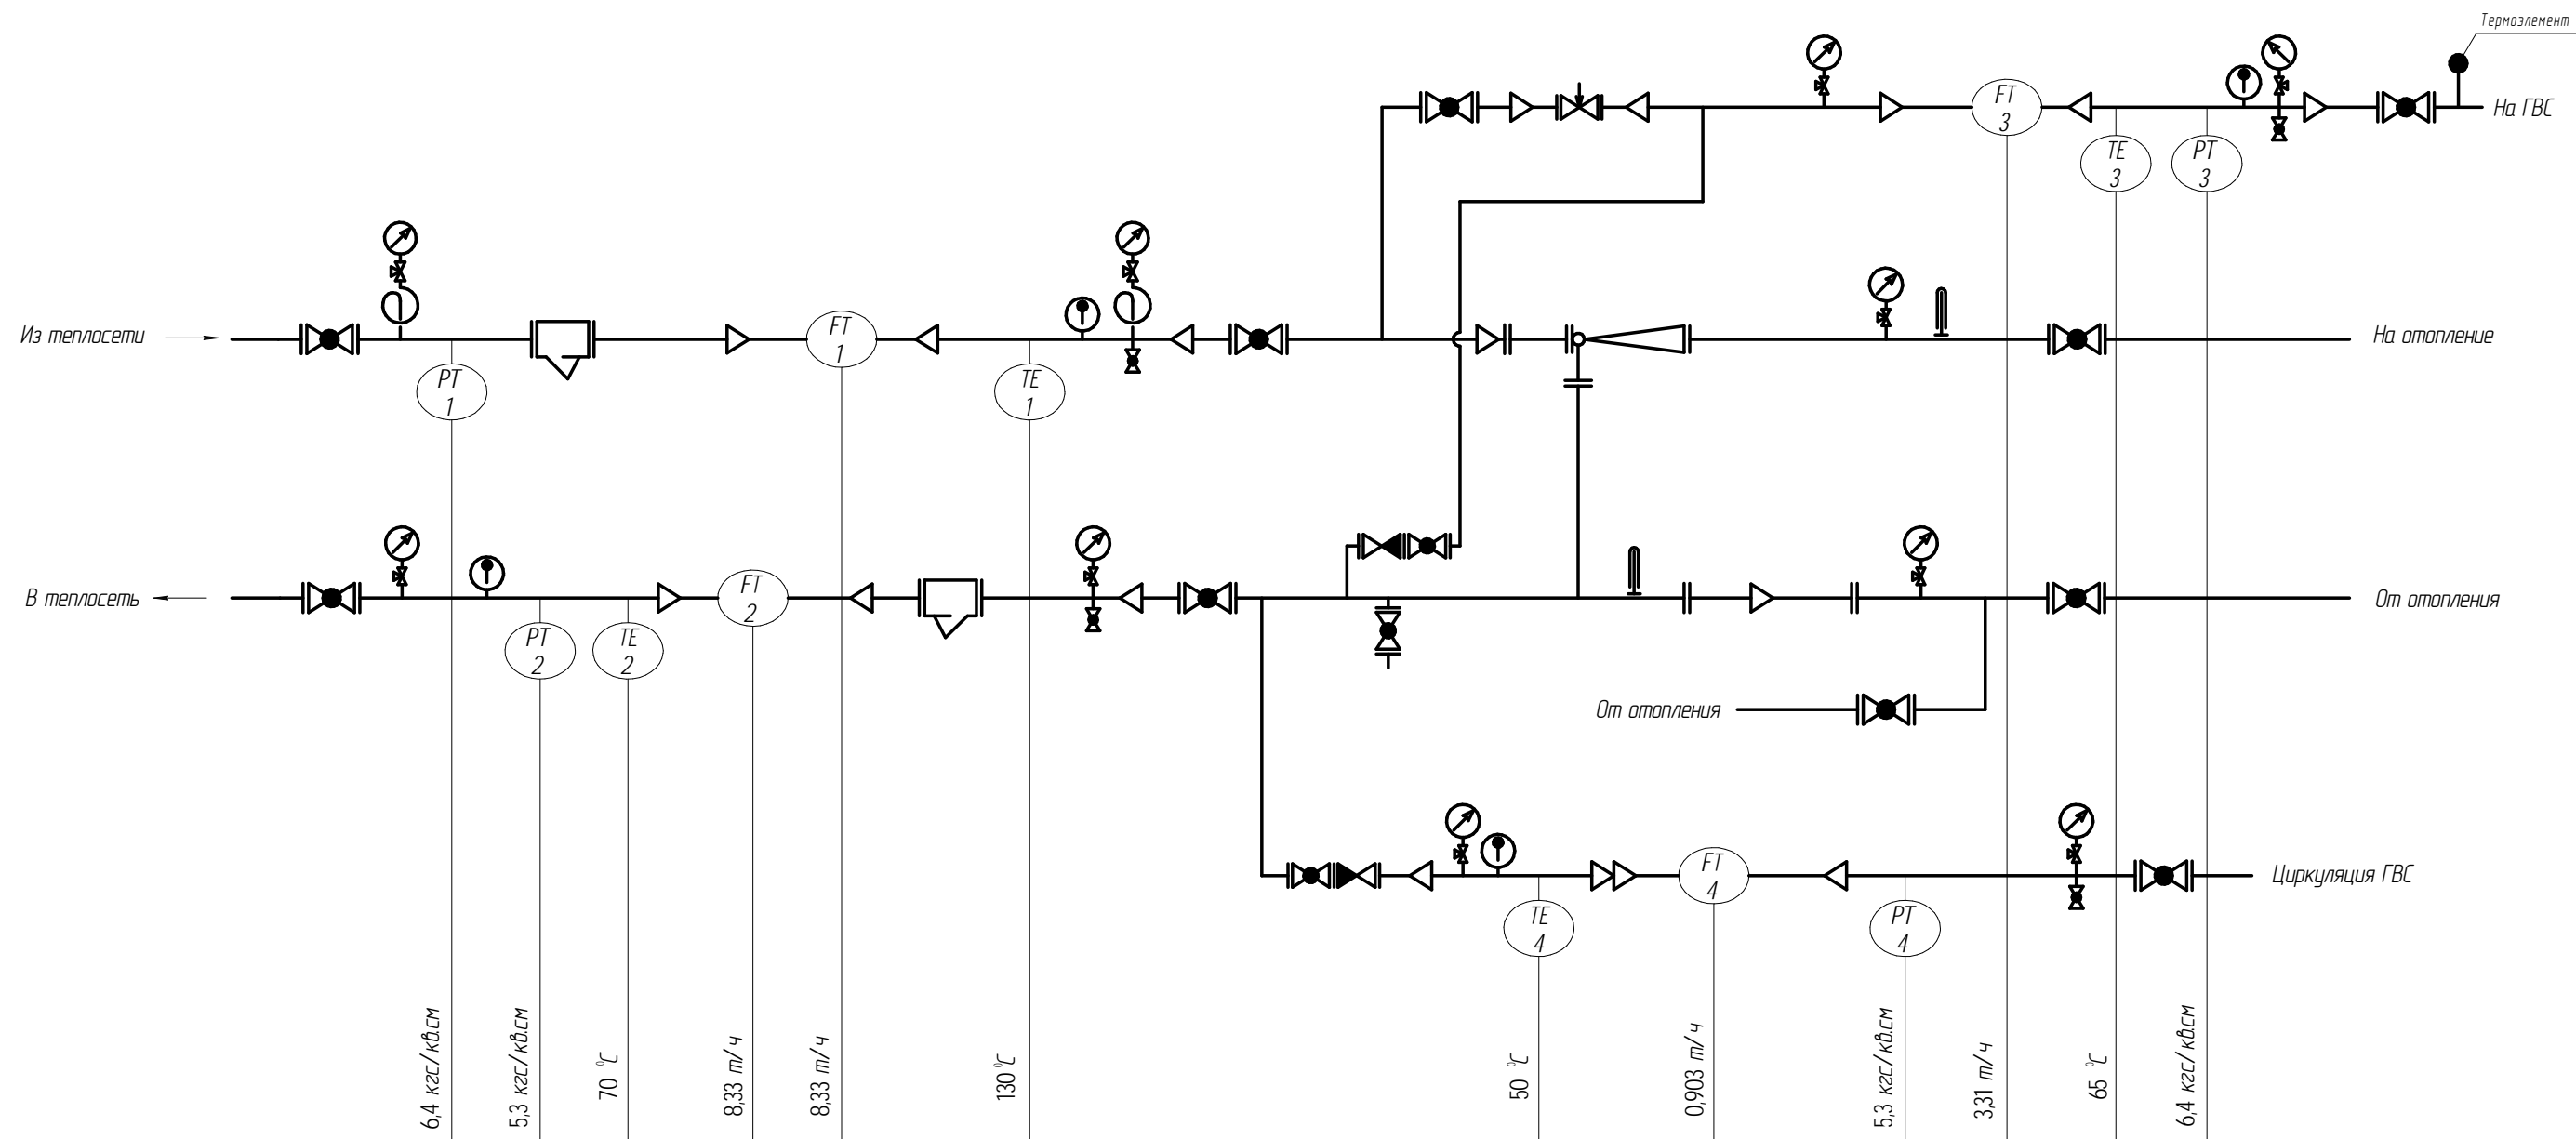 Термоэлемент
FT
3
На ГВС
TE
3
PT
3
Из теплосети
FT
1
На отопление
PT
1
TE
1
В теплосеть
FT
2
От отопления
PT
2
TE
2
От отопления
FT
4
Циркуляция ГВС
TE
4
PT
4
6,4 кгс/кв.см
5,3 кгс/кв.см
70 °C
8,33 т/ч
8,33 т/ч
130°C
50 °C
0,903 т/ч
5,3 кгс/кв.см
3,31 т/ч
65 °C
6,4 кгс/кв.см